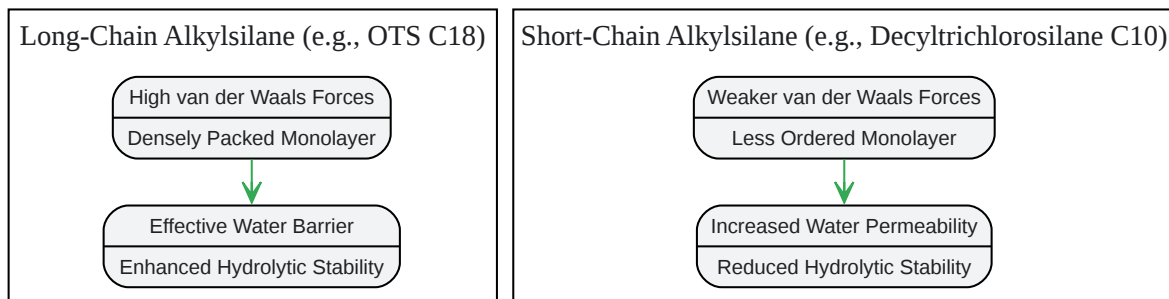 Long-Chain Alkylsilane (e.g., OTS C18)
High van der Waals Forces
Densely Packed Monolayer
Effective Water Barrier
Enhanced Hydrolytic Stability
Short-Chain Alkylsilane (e.g., Decyltrichlorosilane C10)
Weaker van der Waals Forces
Less Ordered Monolayer
Increased Water Permeability
Reduced Hydrolytic Stability